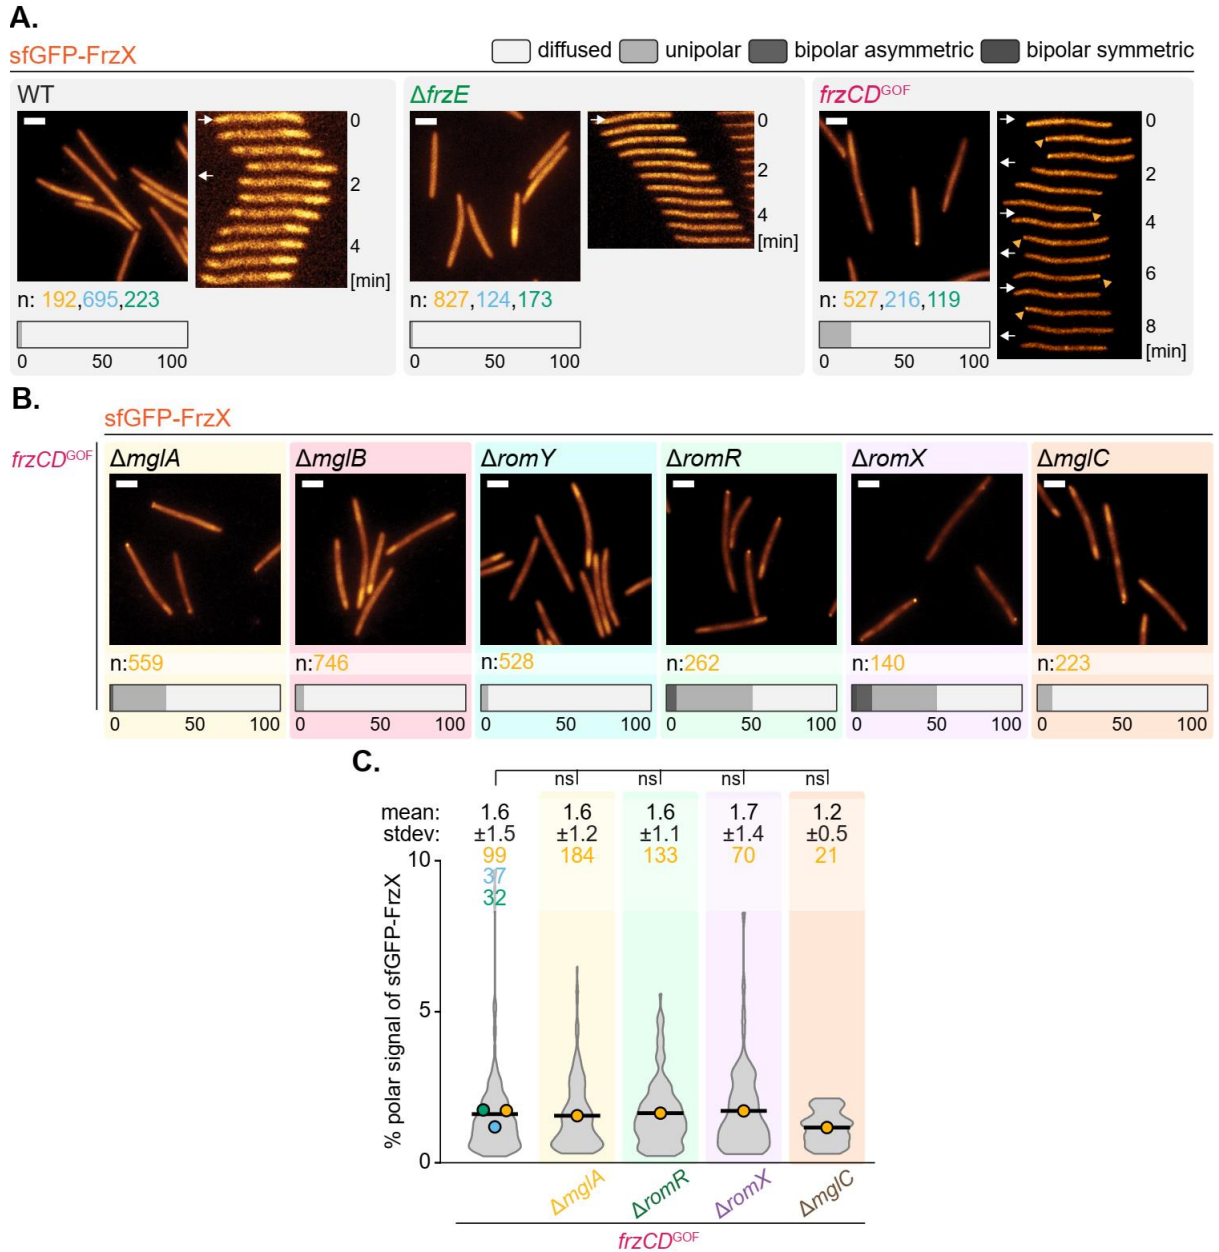 A.
sfGFP-FrzX
diffused unipolar bipolar asymmetric bipolar symmetric
WT
0
2
4
[min]
n: 192,695,223
0 50 100
ΔfrzE
0
2
4
[min]
n: 827,124,173
0 50 100
frzCDGOF
0
2
4
6
8
[min]
n: 527,216,119
0 50 100
B.
sfGFP-FrzX
frzCDGOF
ΔmglA ΔmglB ΔromY ΔromR ΔromX ΔmglC
n:559 n:746 n:528 n:262 n:140 n:223
0 50 100 0 50 100 0 50 100 0 50 100 0 50 100 0 50 100
C.
ns ns ns ns
mean: 1.6 1.6 1.6 1.7 1.2
stdev: ±1.5 ±1.2 ±1.1 ±1.4 ±0.5
99 184 133 70 21
37
32
% polar signal of sfGFP-FrzX
10
5
0
ΔmglA ΔromR ΔromX ΔmglC
frzCDGOF